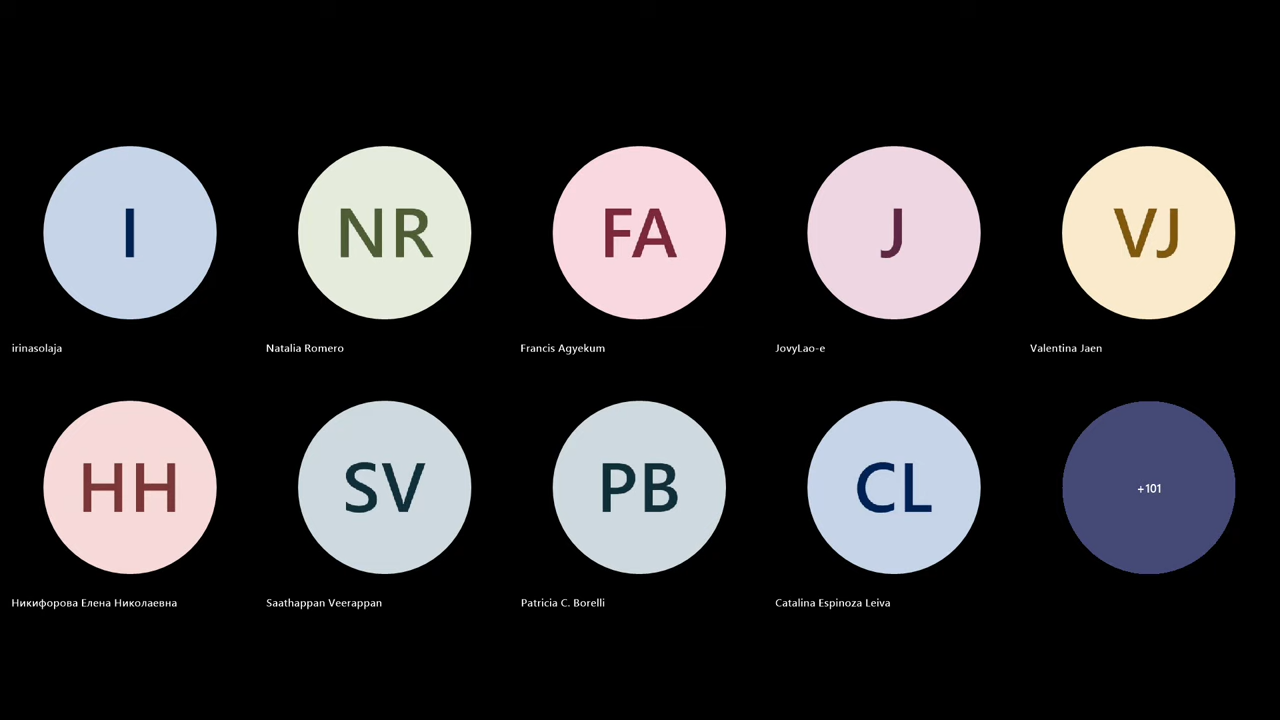 I
NR
FA
J
VJ
irinasolaja
Natalia Romero
Francis Agyekum
JovyLao-e
Valentina Jaen
НН
SV
PB
CL
+101
Никифорова Елена Николаевна
Saathappan Veerappan
Patricia C. Borelli
Catalina Espinoza Leiva